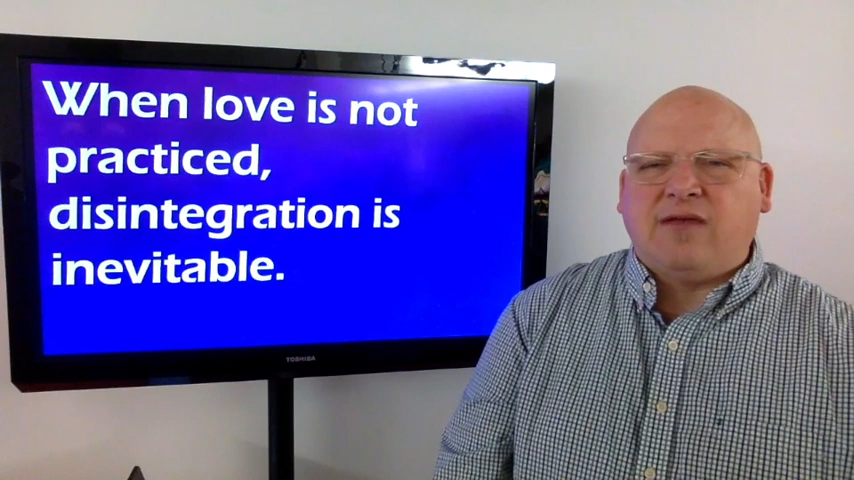 When love is not
practiced,
disintegration is
inevitable.
TOSHIBA